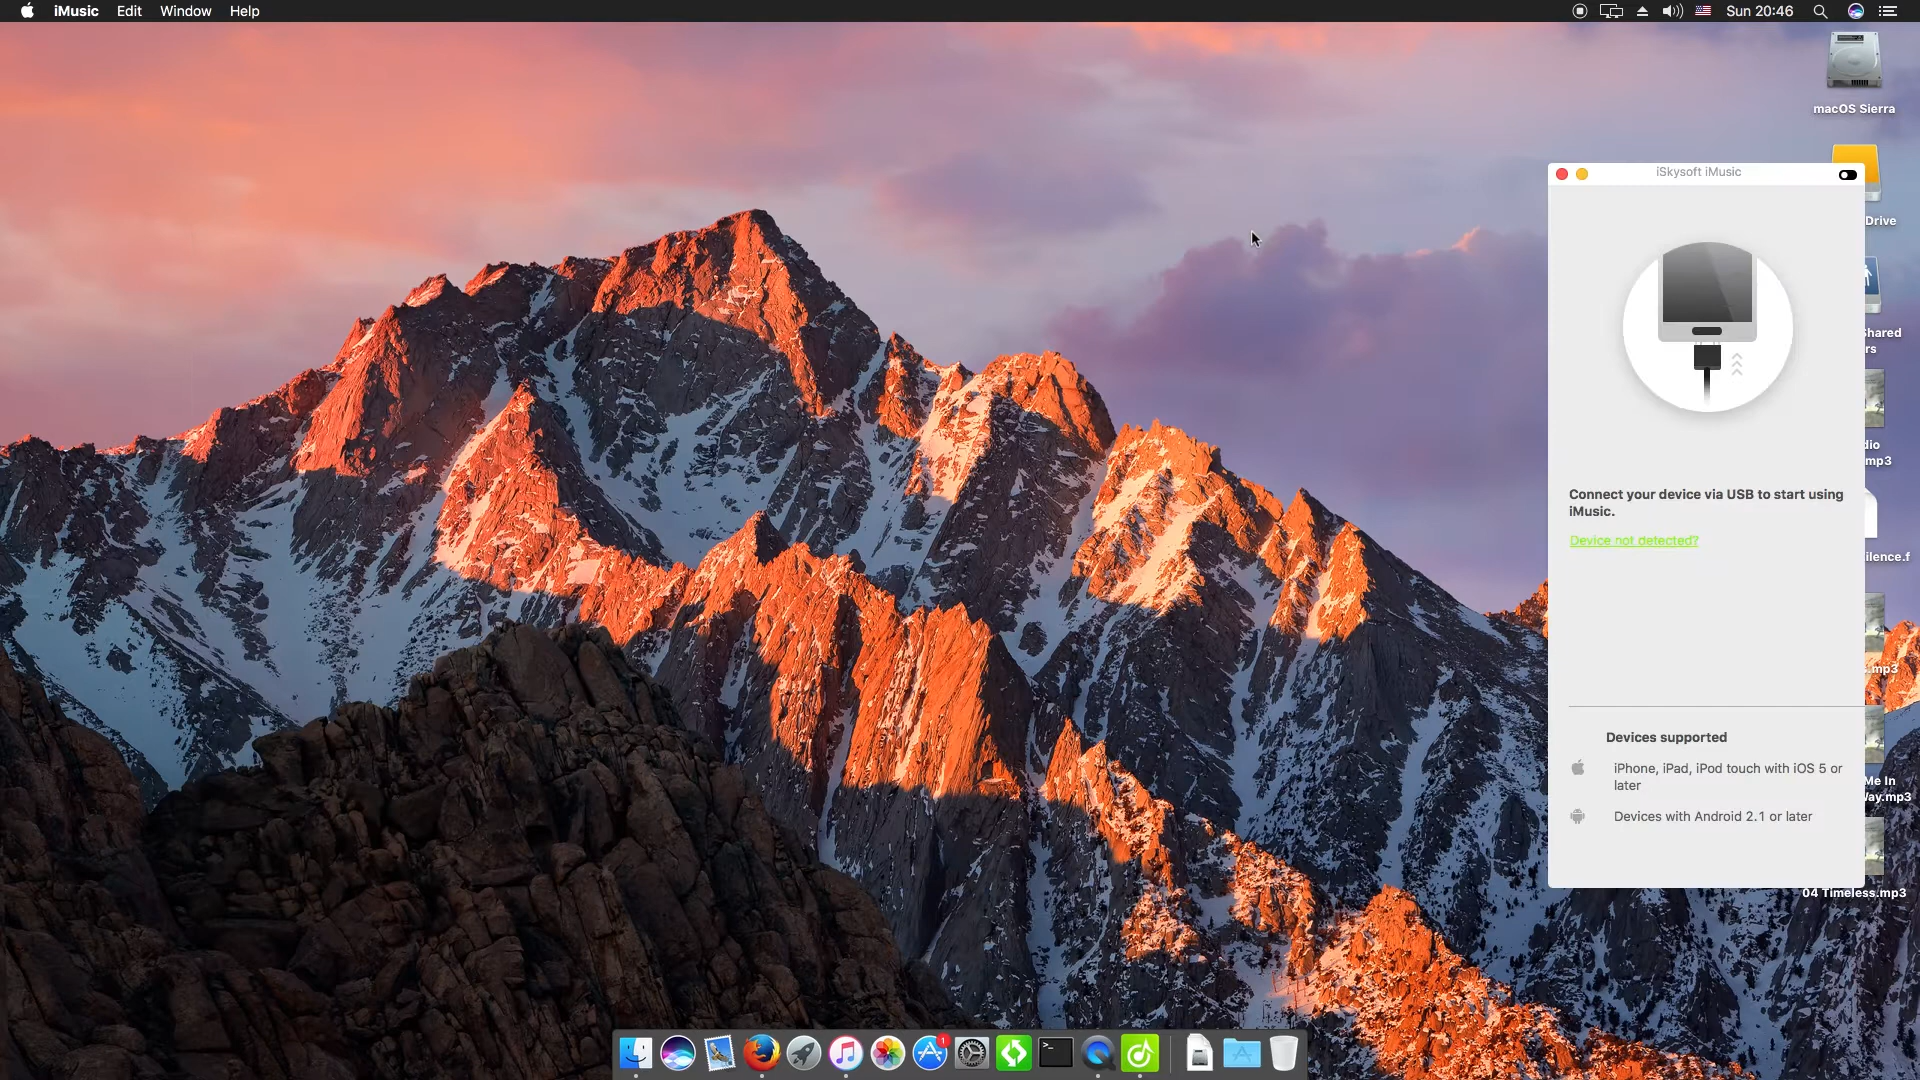 iMusic Edit Window Help
Sun 20:46
macOS Sierra
Drive
iSkysoft iMusic
Shared
rs
dio
mp3
Connect your device via USB to start using
iMusic.
Device not detected?
ilence.f
.mp3
Devices supported
iPhone, iPad, iPod touch with iOS 5 or
later
Me In
Way.mp3
Devices with Android 2.1 or later
04 Timeless.mp3
1